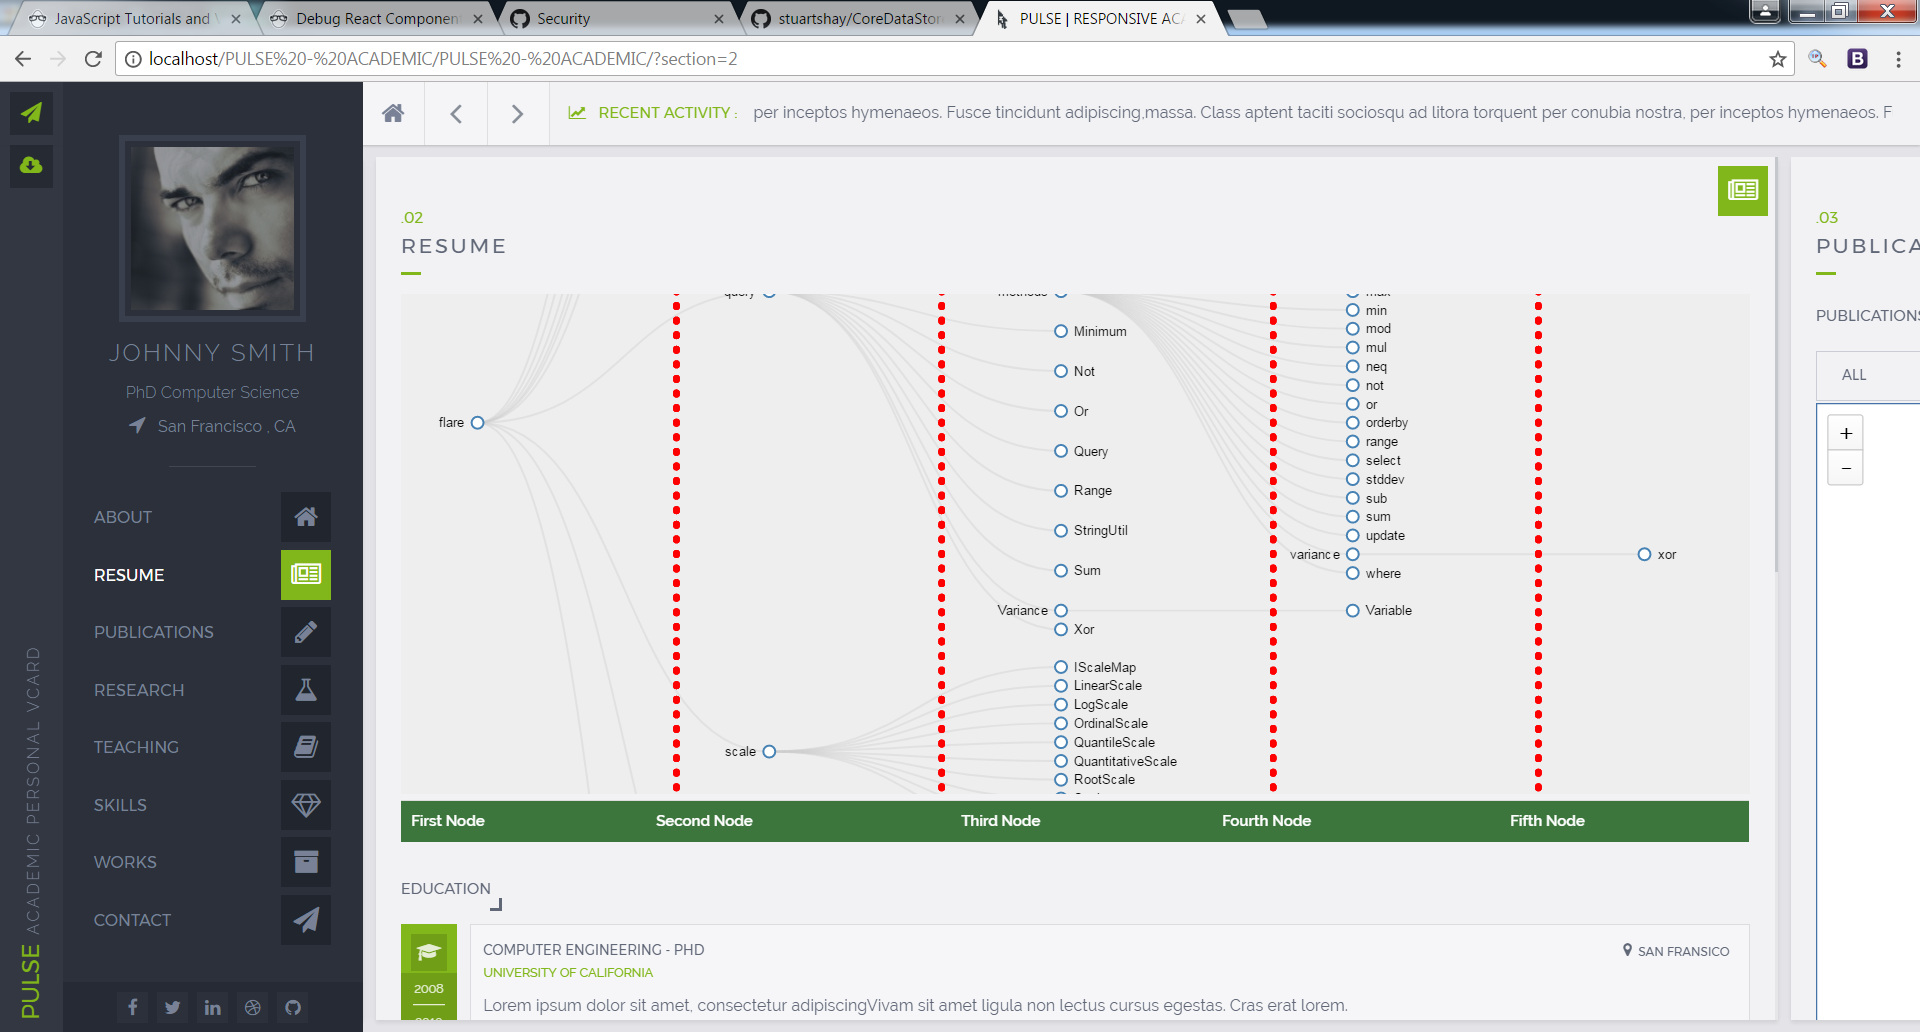 JavaScript Tutorials and
Debug React Componen
Security
stuartshay/CoreDataStor
PULSE | RESPONSIVE ACA
localhost/PULSE%20-%20ACADEMIC/PULSE%20-%20ACADEMIC/?section=2
RECENT ACTIVITY : per inceptos hymenaeos. Fusce tincidunt adipiscing,massa. Class aptent taciti sociosqu ad litora torquent per conubia nostra, per inceptos hymenaeos. F
JOHNNY SMITH
PhD Computer Science
San Francisco , CA
ABOUT
RESUME
PUBLICATIONS
RESEARCH
TEACHING
SKILLS
WORKS
CONTACT
PULSE ACADEMIC PERSONAL VCARD
.02
RESUME
flare
query
scale
methods
Minimum
Not
Or
Query
Range
StringUtil
Sum
Variance
Xor
IScaleMap
LinearScale
LogScale
OrdinalScale
QuantileScale
QuantitativeScale
RootScale
max
min
mod
mul
neq
not
or
orderby
range
select
stddev
sub
sum
update
variance
where
Variable
xor
First Node
Second Node
Third Node
Fourth Node
Fifth Node
EDUCATION
2008
COMPUTER ENGINEERING - PHD
SAN FRANSICO
UNIVERSITY OF CALIFORNIA
Lorem ipsum dolor sit amet, consectetur adipiscingVivam sit amet ligula non lectus cursus egestas. Cras erat lorem.
.03
PUBLICA
PUBLICATIONS
ALL
+
−